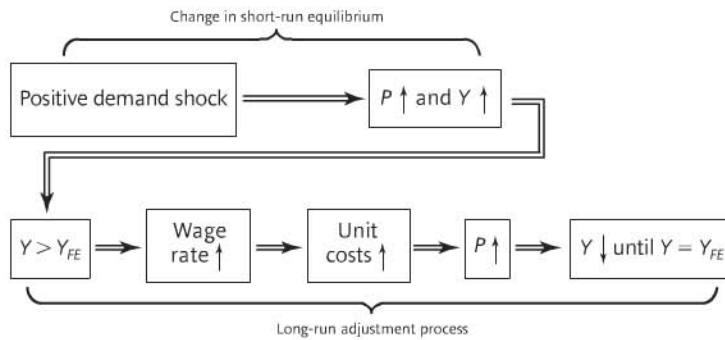 Change in short-run equilibrium
Positive demand shock
P ↑ and Y ↑
Y > Y_FE
Wage
rate ↑
Unit
costs ↑
P ↑
Y ↓ until Y = Y_FE
Long-run adjustment process